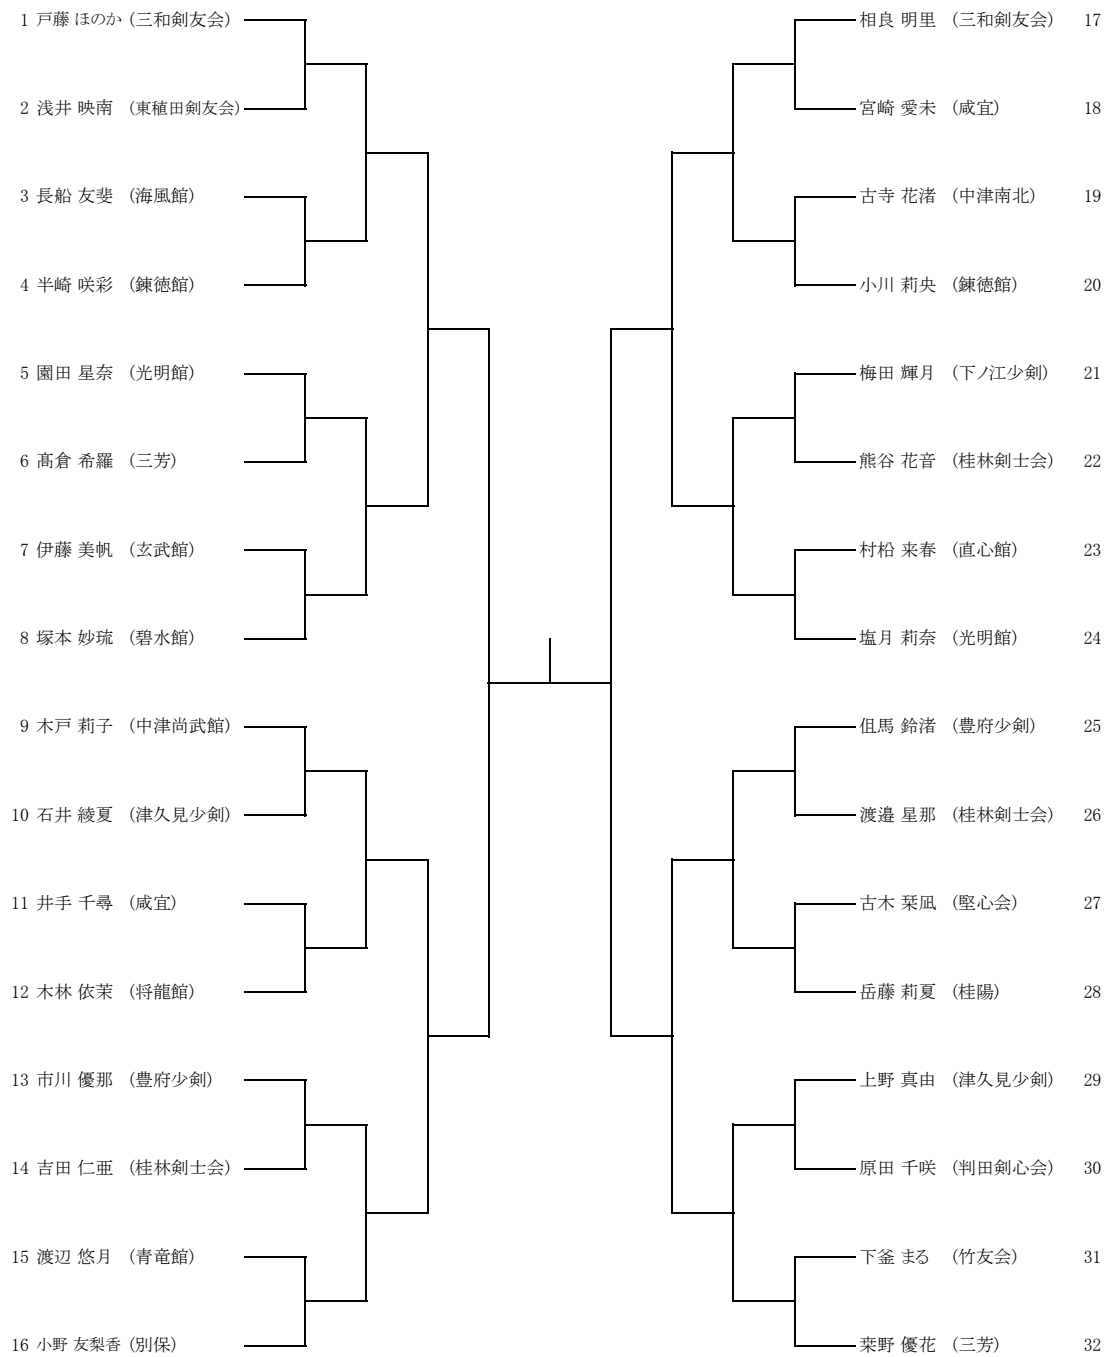 1 戸藤 ほのか (三和剣友会)
2 浅井 映南 (東稙田剣友会)
3 長船 友斐 (海風館)
4 半崎 咲彩 (錬徳館)
5 園田 星奈 (光明館)
6 髙倉 希羅 (三芳)
7 伊藤 美帆 (玄武館)
8 塚本 妙琉 (碧水館)
9 木戸 莉子 (中津尚武館)
10 石井 綾夏 (津久見少剣)
11 井手 千尋 (咸宜)
12 木林 依茉 (将龍館)
13 市川 優那 (豊府少剣)
14 吉田 仁亜 (桂林剣士会)
15 渡辺 悠月 (青竜館)
16 小野 友梨香 (別保)
相良 明里 (三和剣友会) 17
宮崎 愛未 (咸宜) 18
古寺 花渚 (中津南北) 19
小川 莉央 (錬徳館) 20
梅田 輝月 (下ノ江少剣) 21
熊谷 花音 (桂林剣士会) 22
村松 来春 (直心館) 23
塩月 莉奈 (光明館) 24
但馬 鈴渚 (豊府少剣) 25
渡邉 星那 (桂林剣士会) 26
古木 栞凪 (堅心会) 27
岳藤 莉夏 (桂陽) 28
上野 真由 (津久見少剣) 29
原田 千咲 (判田剣心会) 30
下釜 まる (竹友会) 31
桒野 優花 (三芳) 32